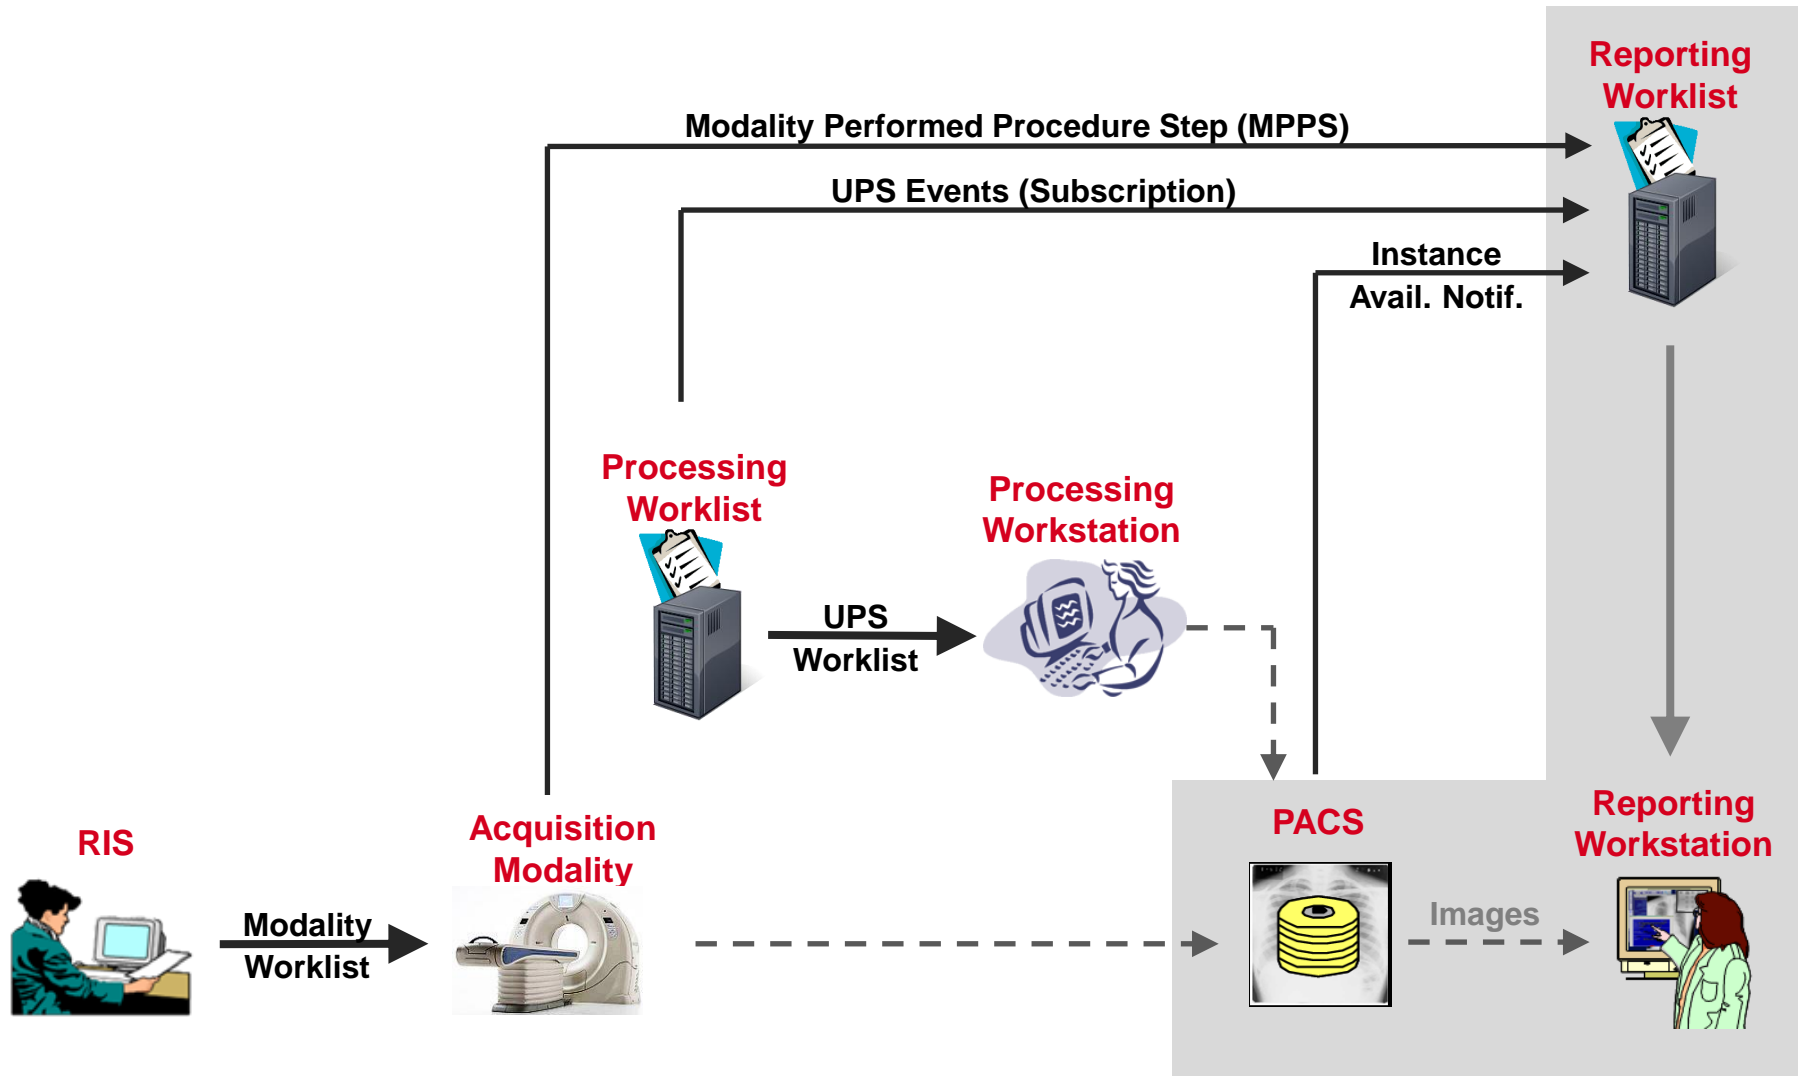 Reporting
Worklist
Modality Performed Procedure Step (MPPS)
UPS Events (Subscription)
Instance
Avail. Notif.
Processing
Worklist
Processing
Workstation
UPS
Worklist
RIS
Acquisition
Modality
PACS
Reporting
Workstation
Modality
Worklist
Images